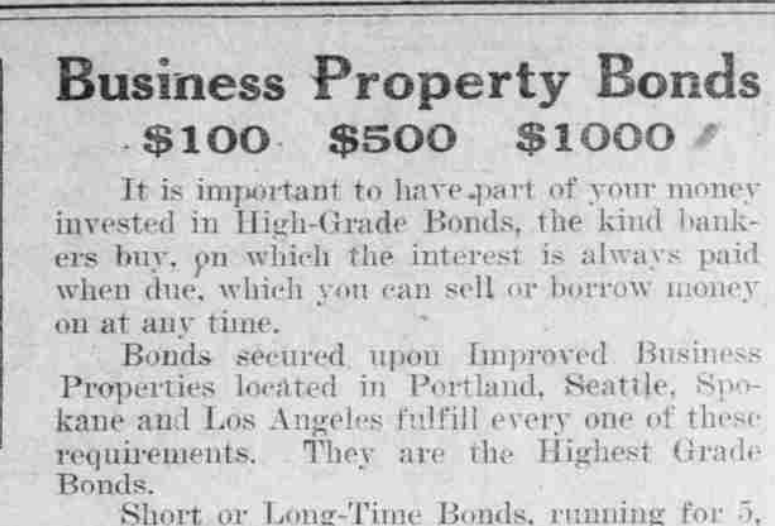 Business Property Bonds
$100 $500 $1000
It is important to have part of your money
invested in High-Grade Bonds, the kind bank-
ers buy, on which the interest is always paid
when due, which you can sell or borrow money
on at any time.
Bonds secured upon Improved Business
Properties located in Portland, Seattle, Spo-
kane and Los Angeles fulfill every one of these
requirements. They are the Highest Grade
Bonds.
Short or Long-Time Bonds, running for 5,